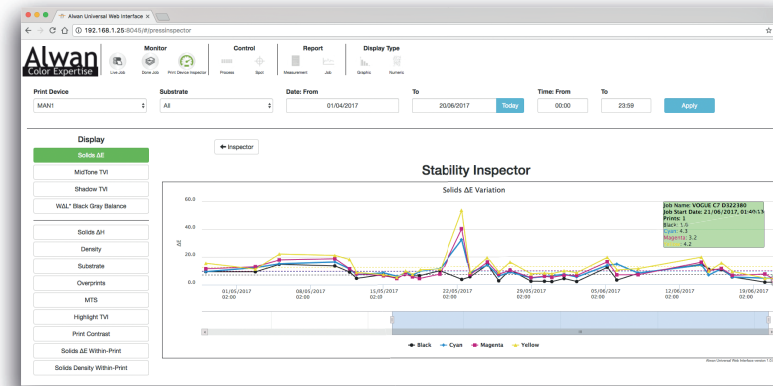 Alwan Universal Web Interface
192.168.1.25:8045/#/pressinspector
Alwan
Color Expertise
Monitor
Control
Report
Display Type
Live Job
Done Job
Print Device Inspector
Process
Spot
Measurement
Job
Graphic
Numeric
Print Device
Substrate
Date: From
To
Time: From
To
MAN1
All
01/04/2017
20/06/2017
Today
00:00
23:59
Apply
Display
Inspector
Solids ΔE
Stability Inspector
MidTone TVI
Shadow TVI
WΔL* Black Gray Balance
Solids ΔH
Density
Substrate
Overprints
MTS
Highlight TVI
Print Contrast
Solids ΔE Within-Print
Solids Density Within-Print
Solids ΔE Variation
60.0
40.0
20.0
0.0
ΔE
Job Name: VOGUE C7 D322380
Job Start Date: 21/06/2017, 01:40:13
Prints: 1
Black: 1.0
Cyan: 4.3
Magenta: 3.2
: 4.2
01/05/2017
02:00
08/05/2017
02:00
15/05/2017
02:00
22/05/2017
02:00
29/05/2017
02:00
05/06/2017
02:00
12/06/2017
02:00
19/06/2017
02:00
Black
Cyan
Magenta
Yellow
Alwan Universal Web Interface version